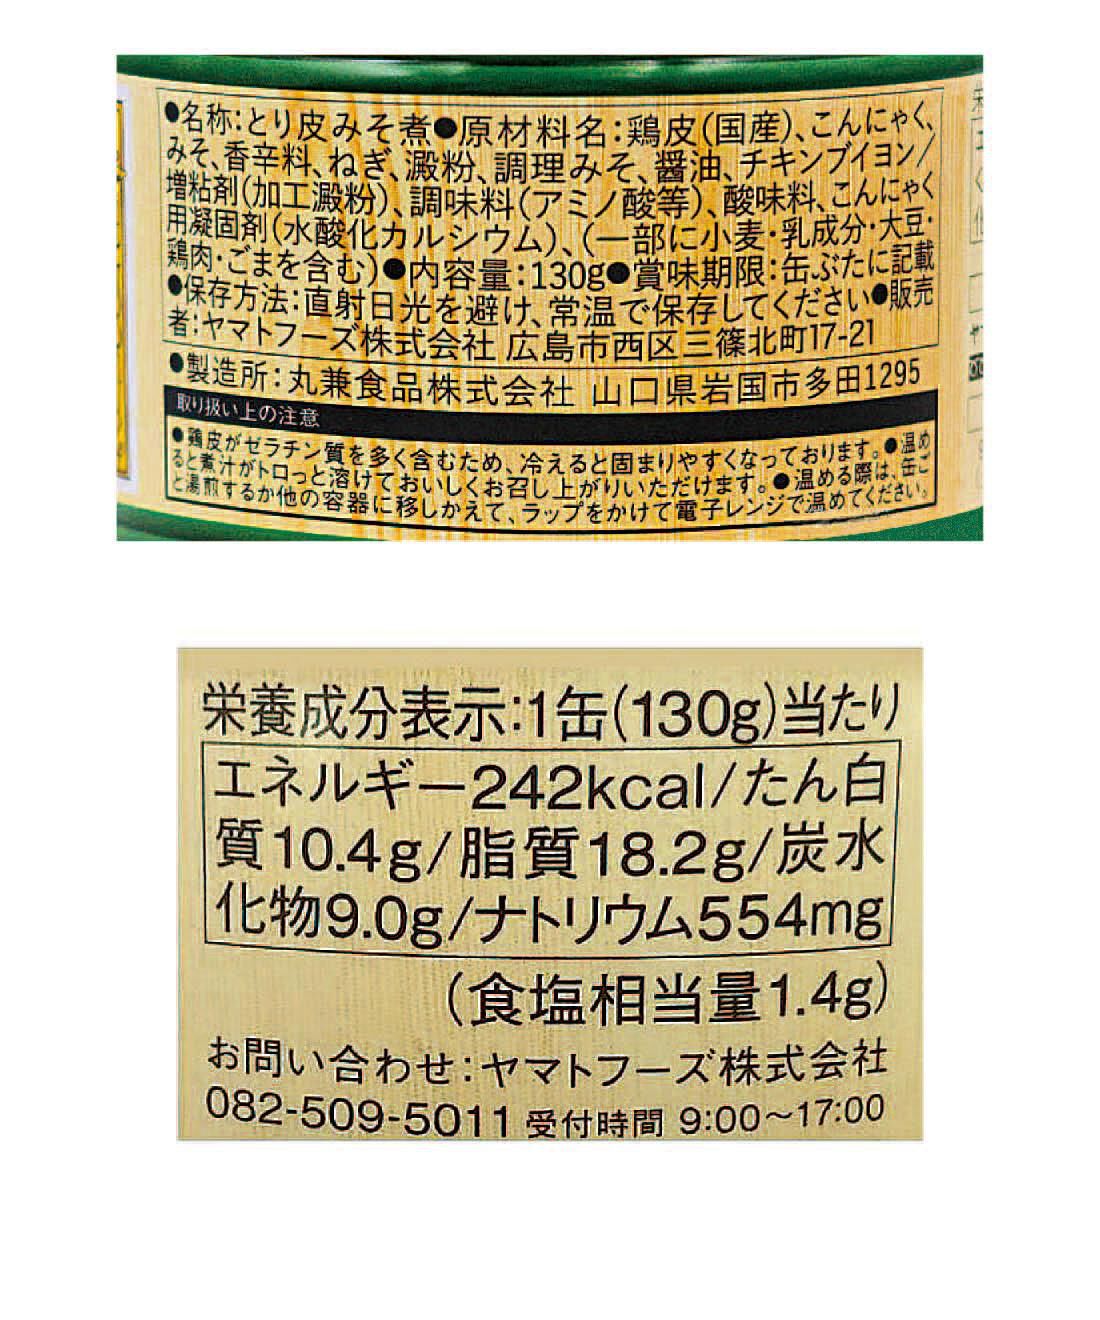 ●名称:とり皮みそ煮●原材料名:鶏皮(国産)、こんにゃく、
みそ、香辛料、ねぎ、澱粉、調理みそ、醤油、チキンブイヨン/
増粘剤(加工澱粉)、調味料(アミノ酸等)、酸味料、こんにゃく
用凝固剤(水酸化カルシウム)、(一部に小麦・乳成分・大豆・
鶏肉・ごまを含む)●内容量:130g●賞味期限:缶ぶたに記載
●保存方法:直射日光を避け、常温で保存してください●販売
者:ヤマトフーズ株式会社 広島市西区三篠北町17-21
●製造所:丸兼食品株式会社 山口県岩国市多田1295
取り扱い上の注意
●鶏皮がゼラチン質を多く含むため、冷えると固まりやすくなっております。●温め
ると煮汁がトロっと溶けておいしくお召し上がりいただけます。●温める際は、缶ご
と湯煎するか他の容器に移しかえて、ラップをかけて電子レンジで温めてください。
栄養成分表示:1缶(130g)当たり
エネルギー242kcal/たん白
質10.4g/脂質18.2g/炭水
化物9.0g/ナトリウム554mg
(食塩相当量1.4g)
お問い合わせ:ヤマトフーズ株式会社
082-509-5011 受付時間 9:00~17:00